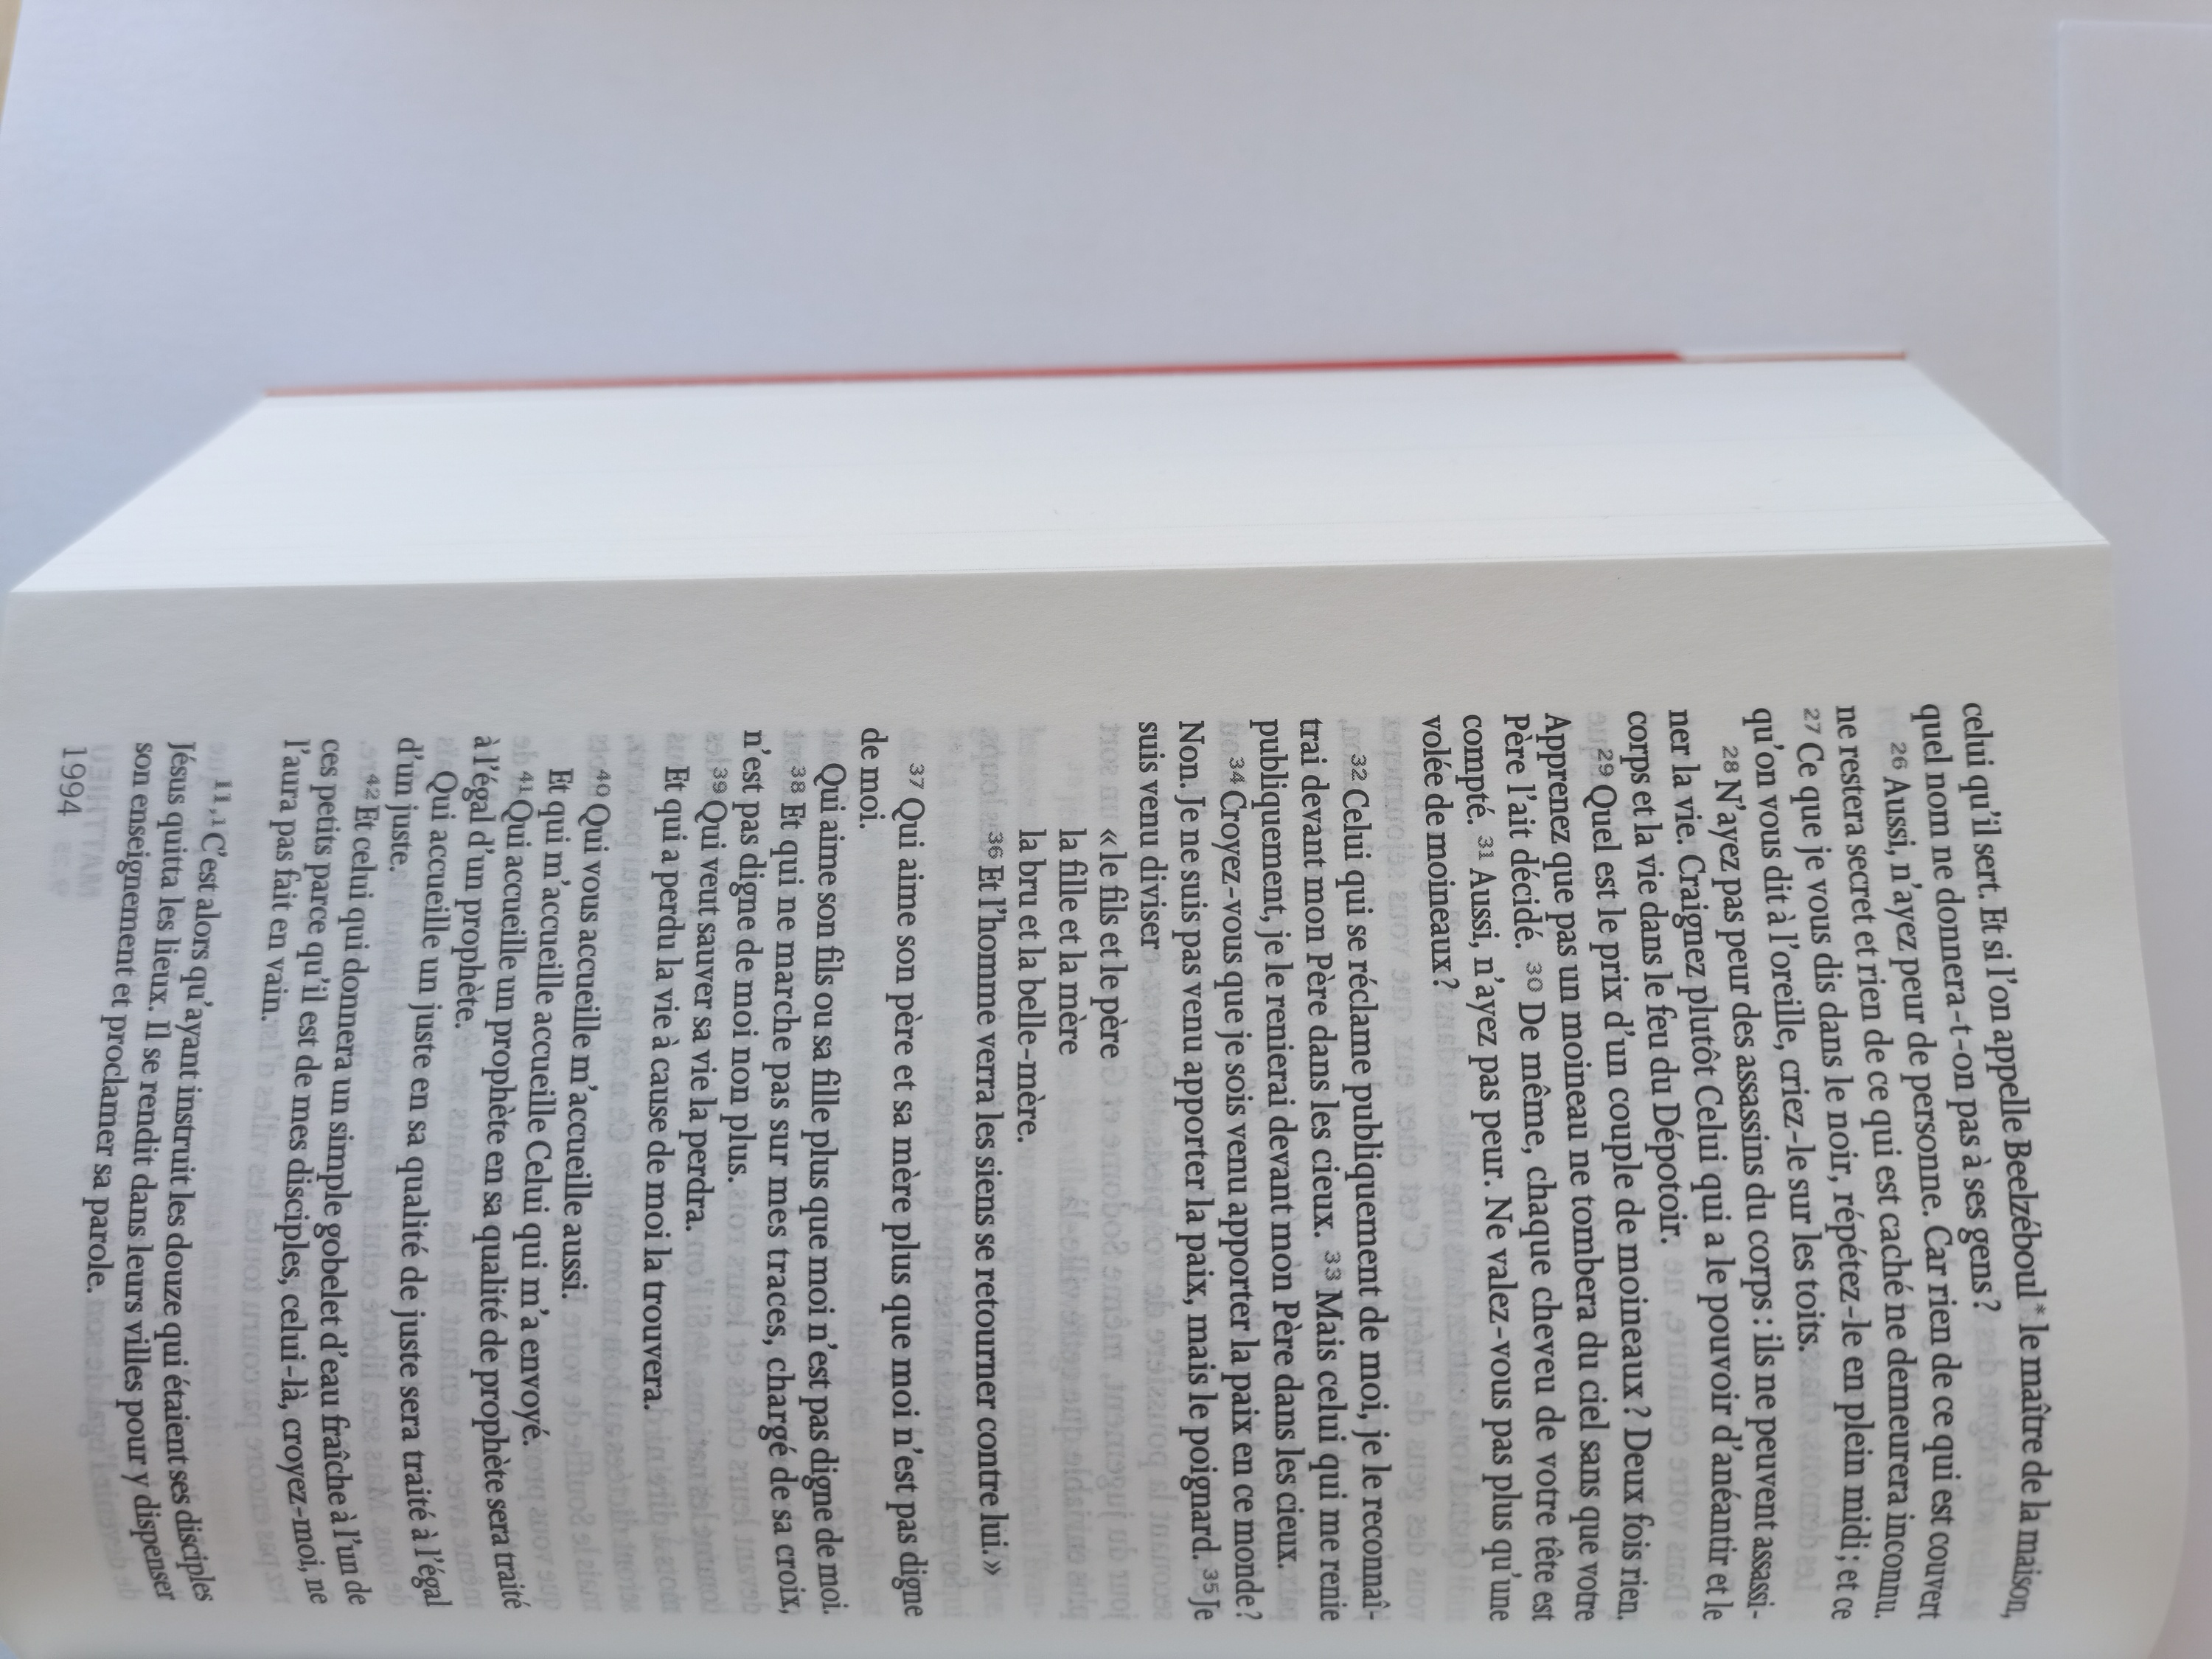 celui qu'il sert. Et si l'on appelle Beelzéboul* le maître de la maison,
quel nom ne donnera-t-on pas à ses gens ?
26 Aussi, n'ayez peur de personne. Car rien de ce qui est couvert
ne restera secret et rien de ce qui est caché ne demeurera inconnu.
27 Ce que je vous dis dans le noir, répétez-le en plein midi ; et ce
qu'on vous dit à l'oreille, criez-le sur les toits.
28 N'ayez pas peur des assassins du corps : ils ne peuvent assassi-
ner la vie. Craignez plutôt Celui qui a le pouvoir d'anéantir et le
corps et la vie dans le feu du Dépotoir.
29 Quel est le prix d'un couple de moineaux ? Deux fois rien.
Apprenez que pas un moineau ne tombera du ciel sans que votre
Père l'ait décidé. 30 De même, chaque cheveu de votre tête est
compté. 31 Aussi, n'ayez pas peur. Ne valez-vous pas plus qu'une
volée de moineaux ?
32 Celui qui se réclame publiquement de moi, je le reconnaî-
trai devant mon Père dans les cieux. 33 Mais celui qui me renie
publiquement, je le renierai devant mon Père dans les cieux.
34 Croyez-vous que je sois venu apporter la paix en ce monde ?
Non. Je ne suis pas venu apporter la paix, mais le poignard. 35 Je
suis venu diviser
« le fils et le père
la fille et la mère
la bru et la belle-mère.
36 Et l'homme verra les siens se retourner contre lui. »
37 Qui aime son père et sa mère plus que moi n'est pas digne
de moi.
Qui aime son fils ou sa fille plus que moi n'est pas digne de moi.
38 Et qui ne marche pas sur mes traces, chargé de sa croix,
n'est pas digne de moi non plus.
39 Qui veut sauver sa vie la perdra.
Et qui a perdu la vie à cause de moi la trouvera.
40 Qui vous accueille m'accueille aussi.
Et qui m'accueille accueille Celui qui m'a envoyé.
41 Qui accueille un prophète en sa qualité de prophète sera traité
à l'égal d'un prophète.
Qui accueille un juste en sa qualité de juste sera traité à l'égal
d'un juste.
42 Et celui qui donnera un simple gobelet d'eau fraîche à l'un de
ces petits parce qu'il est de mes disciples, celui-là, croyez-moi, ne
l'aura pas fait en vain.
11,1 C'est alors qu'ayant instruit les douze qui étaient ses disciples
Jésus quitta les lieux. Il se rendit dans leurs villes pour y dispenser
son enseignement et proclamer sa parole.
1994